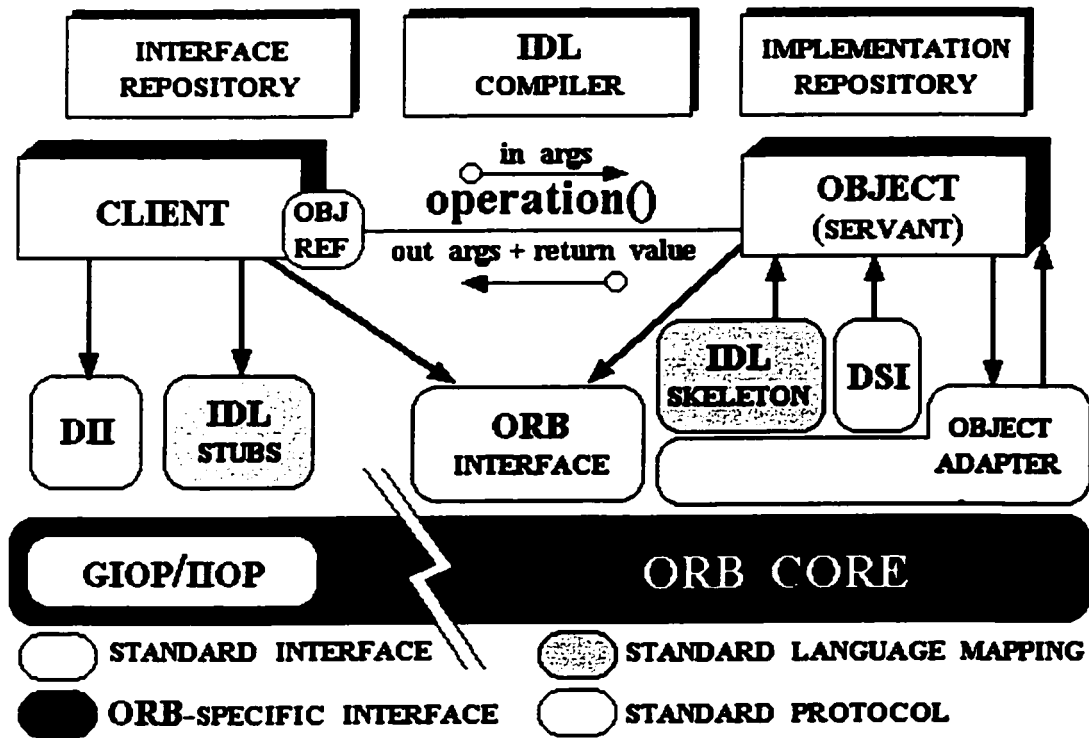 INTERFACE
REPOSITORY
IDL
COMPILER
IMPLEMENTATION
REPOSITORY
CLIENT
OBJ
REF
in args
operation()
out args + return value
OBJECT
(SERVANT)
DII
IDL
STUBS
ORB
INTERFACE
IDL
SKELETON
DSI
OBJECT
ADAPTER
GIOP/IIOP
ORB CORE
STANDARD INTERFACE
STANDARD LANGUAGE MAPPING
ORB-SPECIFIC INTERFACE
STANDARD PROTOCOL